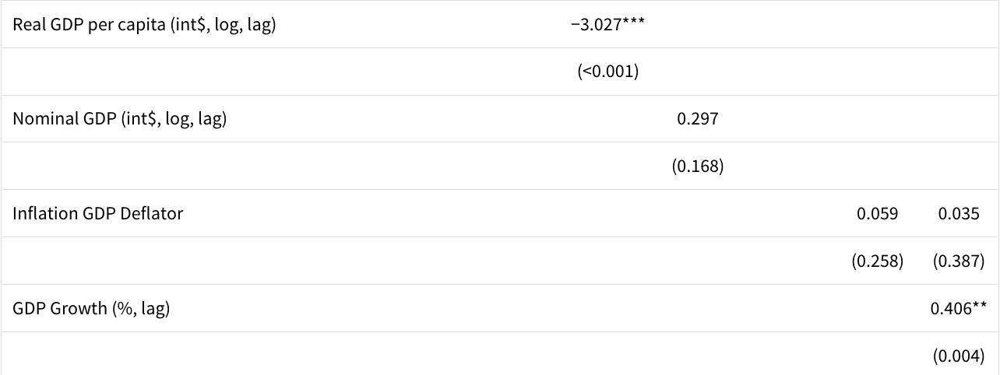 Real GDP per capita (int$, log, lag) −3.027***
(<0.001)
Nominal GDP (int$, log, lag) 0.297
(0.168)
Inflation GDP Deflator 0.059 0.035
(0.258) (0.387)
GDP Growth (%, lag) 0.406**
(0.004)